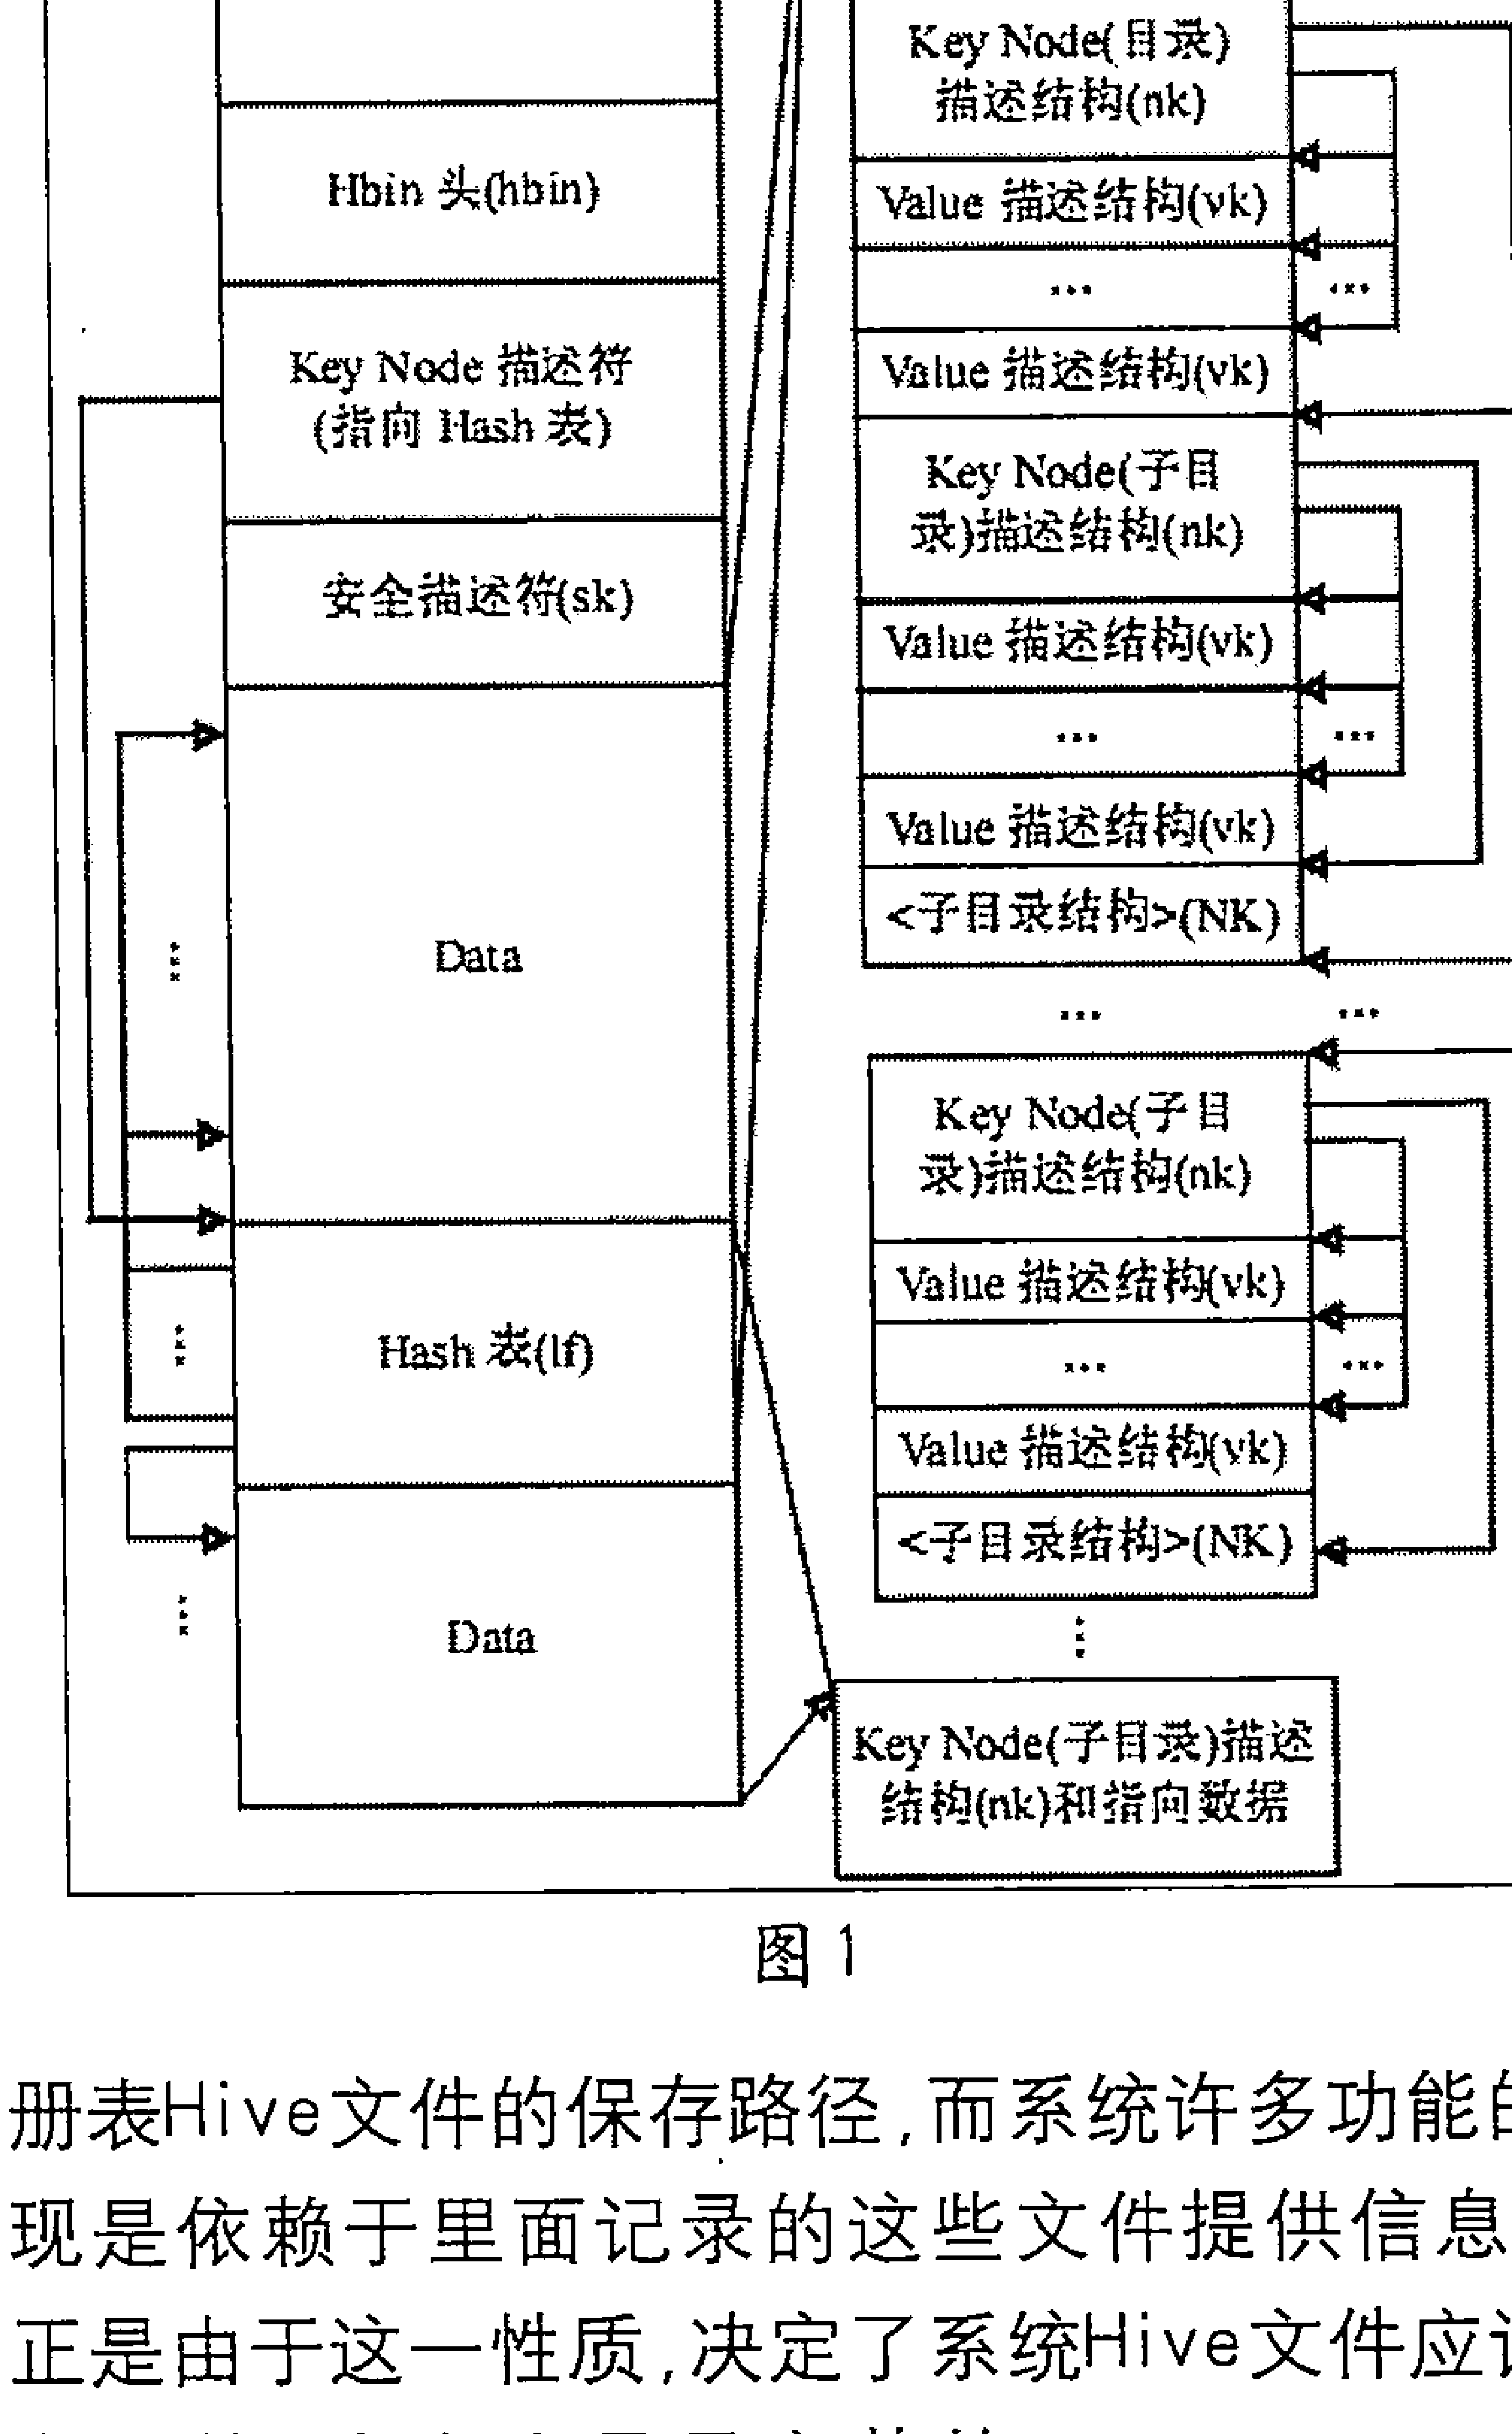 Hbin 头(hbin)
Key Node 描述符
(指向 Hash 表)
安全描述符(sk)
...
Data
...
Hash 表(lf)
...
Data
Key Node(目录)
描述结构(nk)
Value 描述结构(vk)
...
...
Value 描述结构(vk)
Key Node(子目
录)描述结构(nk)
Value 描述结构(vk)
...
...
Value 描述结构(vk)
<子目录结构>(NK)
...
...
Key Node(子目
录)描述结构(nk)
Value 描述结构(vk)
...
...
Value 描述结构(vk)
<子目录结构>(NK)
...
Key Node(子目录)描述
结构(nk)和指向数据
图 1
册表Hive文件的保存路径,而系统许多功能的
现是依赖于里面记录的这些文件提供信息
正是由于这一性质,决定了系统Hive文件应